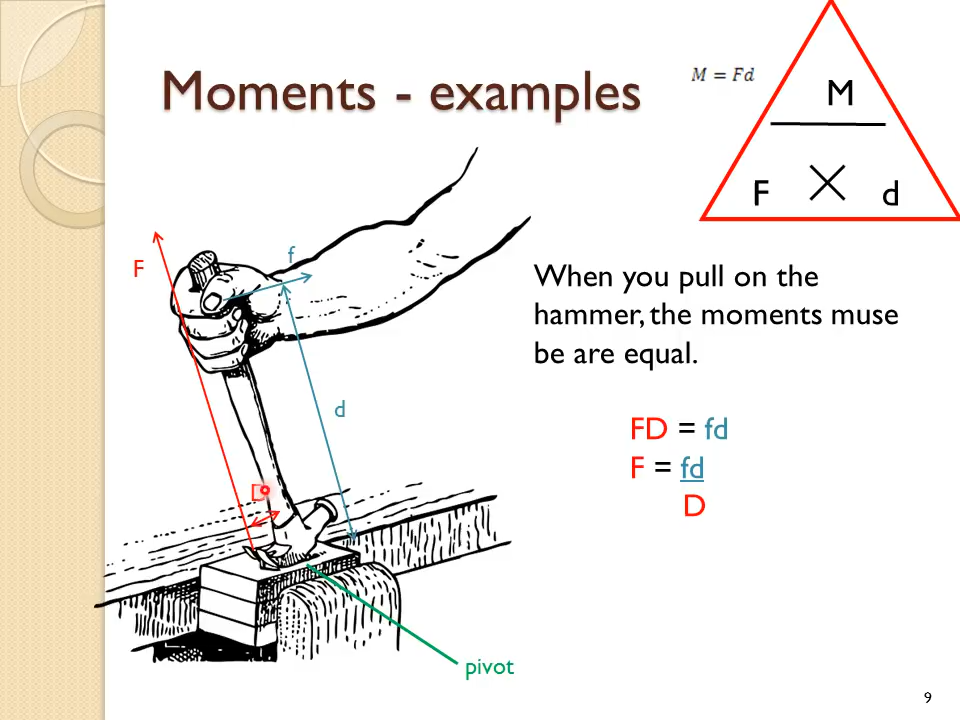 Moments - examples
M = Fd
M
F × d
F
f
When you pull on the
hammer, the moments muse
be are equal.
d
FD = fd
F = fd
D
D
pivot
9